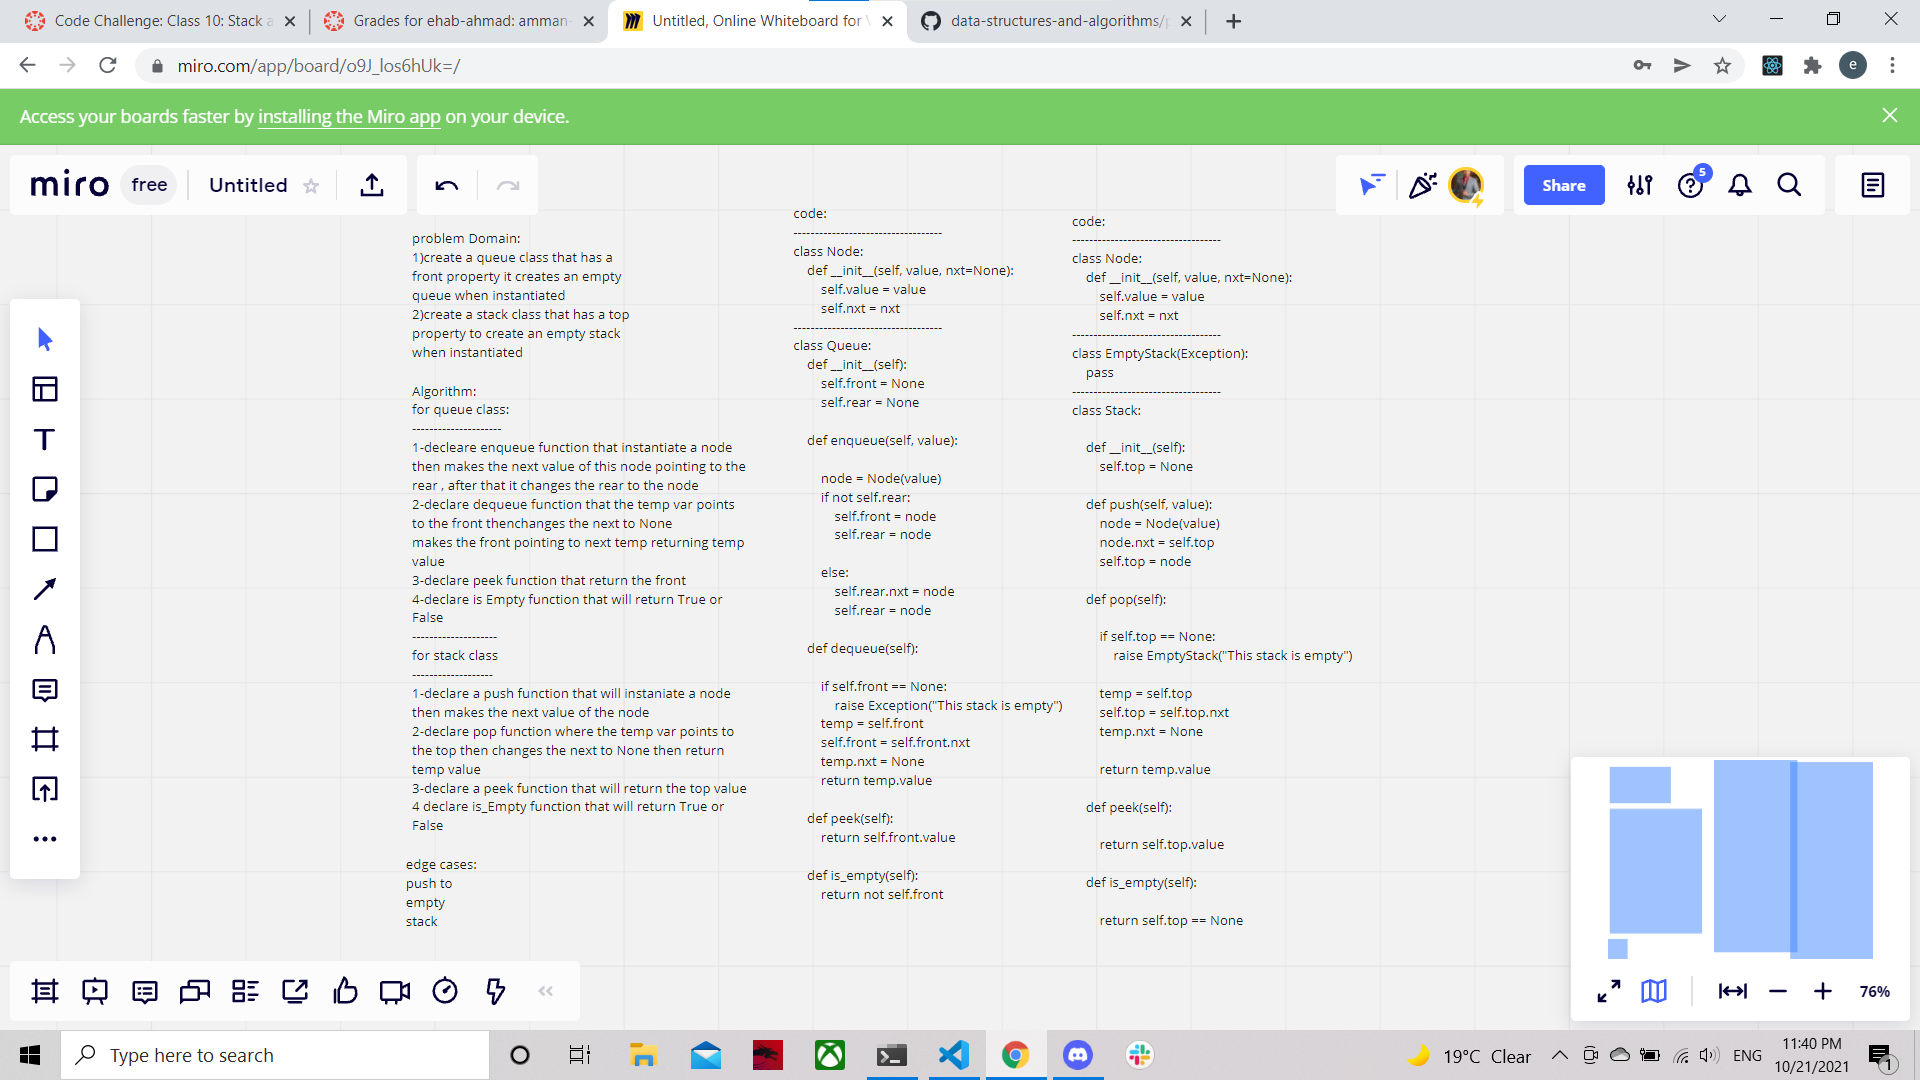 Code Challenge: Class 10: Stack a
Grades for ehab-ahmad: amman-
Untitled, Online Whiteboard for V
data-structures-and-algorithms/p
miro.com/app/board/o9J_los6hUk=/
e
Access your boards faster by installing the Miro app on your device.
miro
free
Untitled
Share
5
problem Domain:
1)create a queue class that has a
front property it creates an empty
queue when instantiated
2)create a stack class that has a top
property to create an empty stack
when instantiated
Algorithm:
for queue class:
---------------------
1-decleare enqueue function that instantiate a node
then makes the next value of this node pointing to the
rear , after that it changes the rear to the node
2-declare dequeue function that the temp var points
to the front thenchanges the next to None
makes the front pointing to next temp returning temp
value
3-declare peek function that return the front
4-declare is Empty function that will return True or
False
--------------------
for stack class
-------------------
1-declare a push function that will instaniate a node
then makes the next value of the node
2-declare pop function where the temp var points to
the top then changes the next to None then return
temp value
3-declare a peek function that will return the top value
4 declare is_Empty function that will return True or
False
edge cases:
push to
empty
stack
code:
-----------------------------------
class Node:
    def __init__(self, value, nxt=None):
        self.value = value
        self.nxt = nxt
-----------------------------------
class Queue:
    def __init__(self):
        self.front = None
        self.rear = None
    def enqueue(self, value):
        node = Node(value)
        if not self.rear:
            self.front = node
            self.rear = node
        else:
            self.rear.nxt = node
            self.rear = node
    def dequeue(self):
        if self.front == None:
            raise Exception("This stack is empty")
        temp = self.front
        self.front = self.front.nxt
        temp.nxt = None
        return temp.value
    def peek(self):
        return self.front.value
    def is_empty(self):
        return not self.front
code:
-----------------------------------
class Node:
    def __init__(self, value, nxt=None):
        self.value = value
        self.nxt = nxt
-----------------------------------
class EmptyStack(Exception):
    pass
-----------------------------------
class Stack:
    def __init__(self):
        self.top = None
    def push(self, value):
        node = Node(value)
        node.nxt = self.top
        self.top = node
    def pop(self):
        if self.top == None:
            raise EmptyStack("This stack is empty")
        temp = self.top
        self.top = self.top.nxt
        temp.nxt = None
        return temp.value
    def peek(self):
        return self.top.value
    def is_empty(self):
        return self.top == None
76%
Type here to search
19°C Clear
ENG
11:40 PM
10/21/2021
1